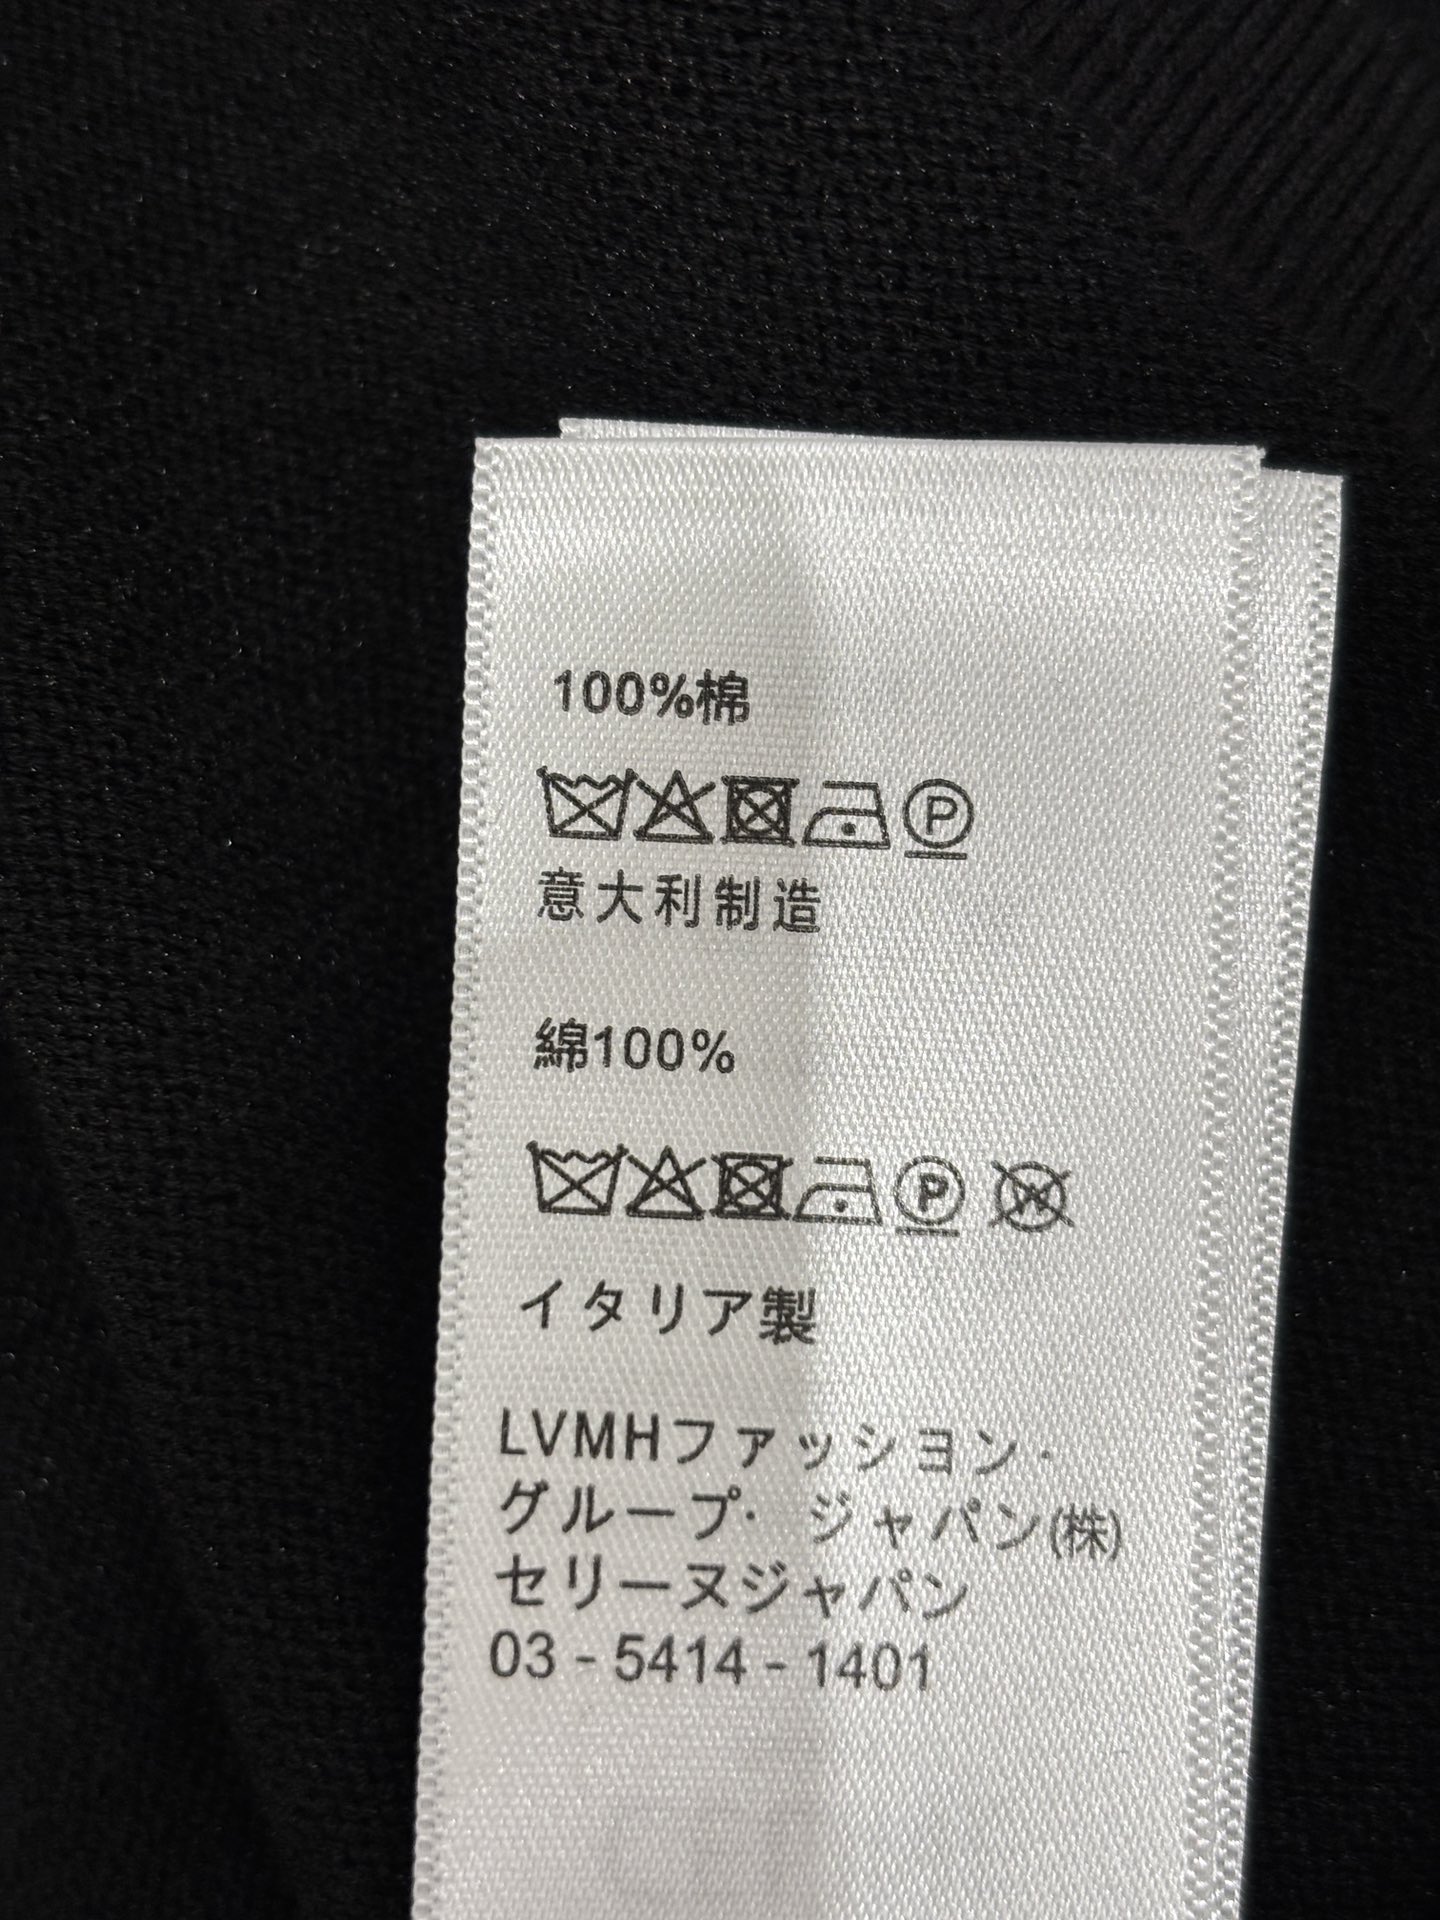 100%棉
P
意大利制造
綿100%
P W
イタリア製
LVMHファッション・
グループ・ジャパン(株)
セリーヌジャパン
03-5414-1401